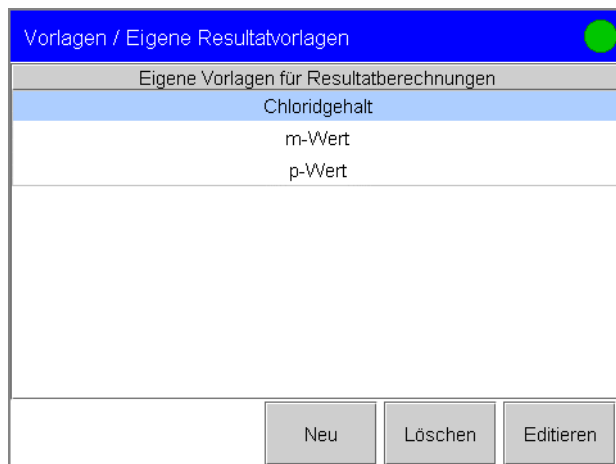 Vorlagen / Eigene Resultatvorlagen
Eigene Vorlagen für Resultatberechnungen
Chloridgehalt
m-Wert
p-Wert
Neu Löschen Editieren